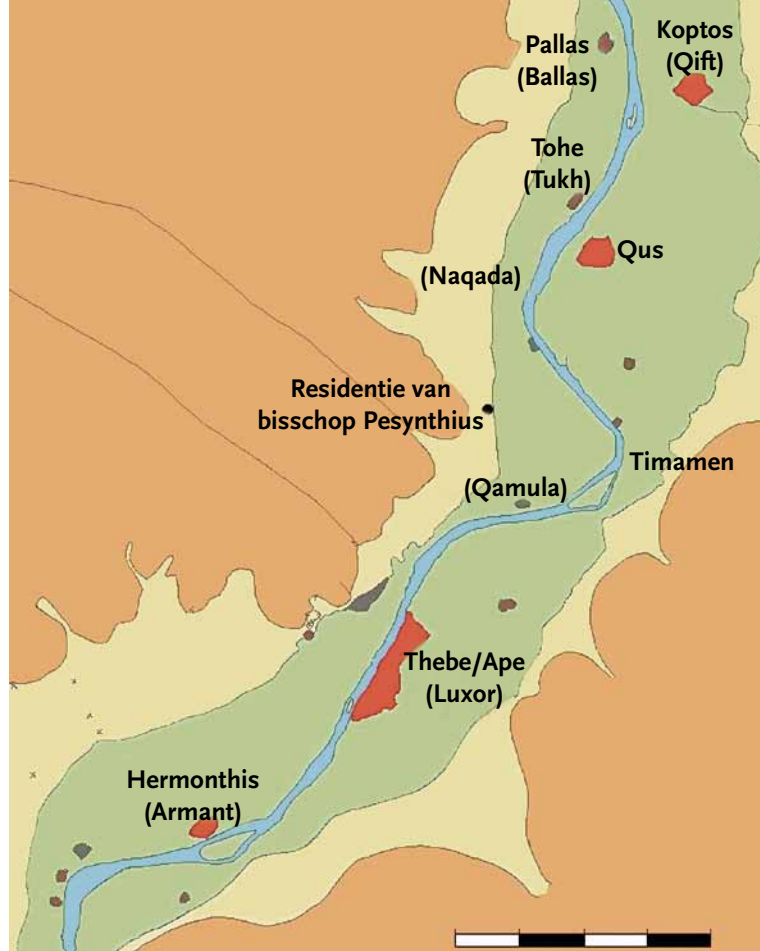 Pallas
(Ballas)
Koptos
(Qift)
Tohe
(Tukh)
Qus
(Naqada)
Residentie van
bisschop Pesynthius
Timamen
(Qamula)
Thebe/Ape
(Luxor)
Hermonthis
(Armant)